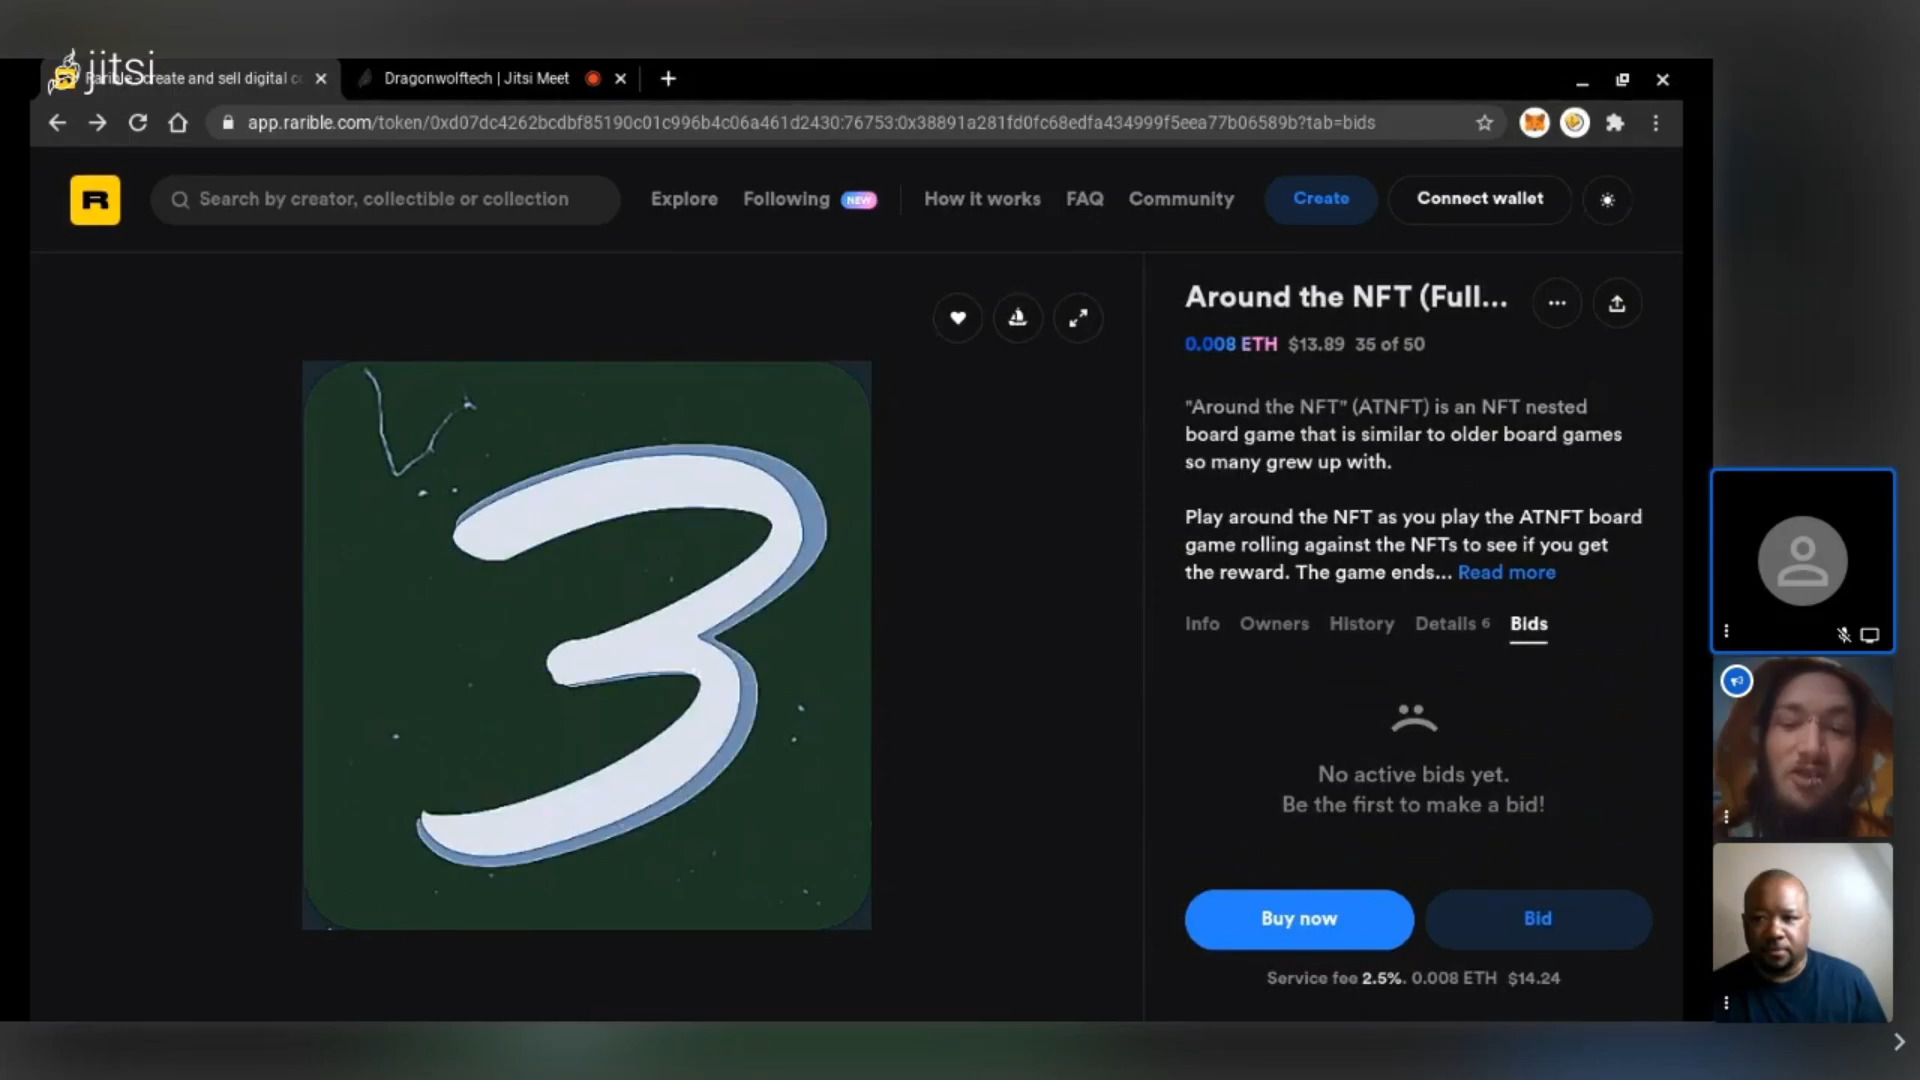 jitsi
Rarible - create and sell digital c
Dragonwolftech | Jitsi Meet
app.rarible.com/token/0xd07dc4262bcdbf85190c01c996b4c06a461d2430:76753:0x38891a281fd0fc68edfa434999f5eea77b06589b?tab=bids
R
Search by creator, collectible or collection
Explore
Following NEW
How it works
FAQ
Community
Create
Connect wallet
3
Around the NFT (Full...
0.008 ETH $13.89 35 of 50
"Around the NFT" (ATNFT) is an NFT nested
board game that is similar to older board games
so many grew up with.
Play around the NFT as you play the ATNFT board
game rolling against the NFTs to see if you get
the reward. The game ends... Read more
Info Owners History Details 6 Bids
No active bids yet.
Be the first to make a bid!
Buy now
Bid
Service fee 2.5%. 0.008 ETH $14.24